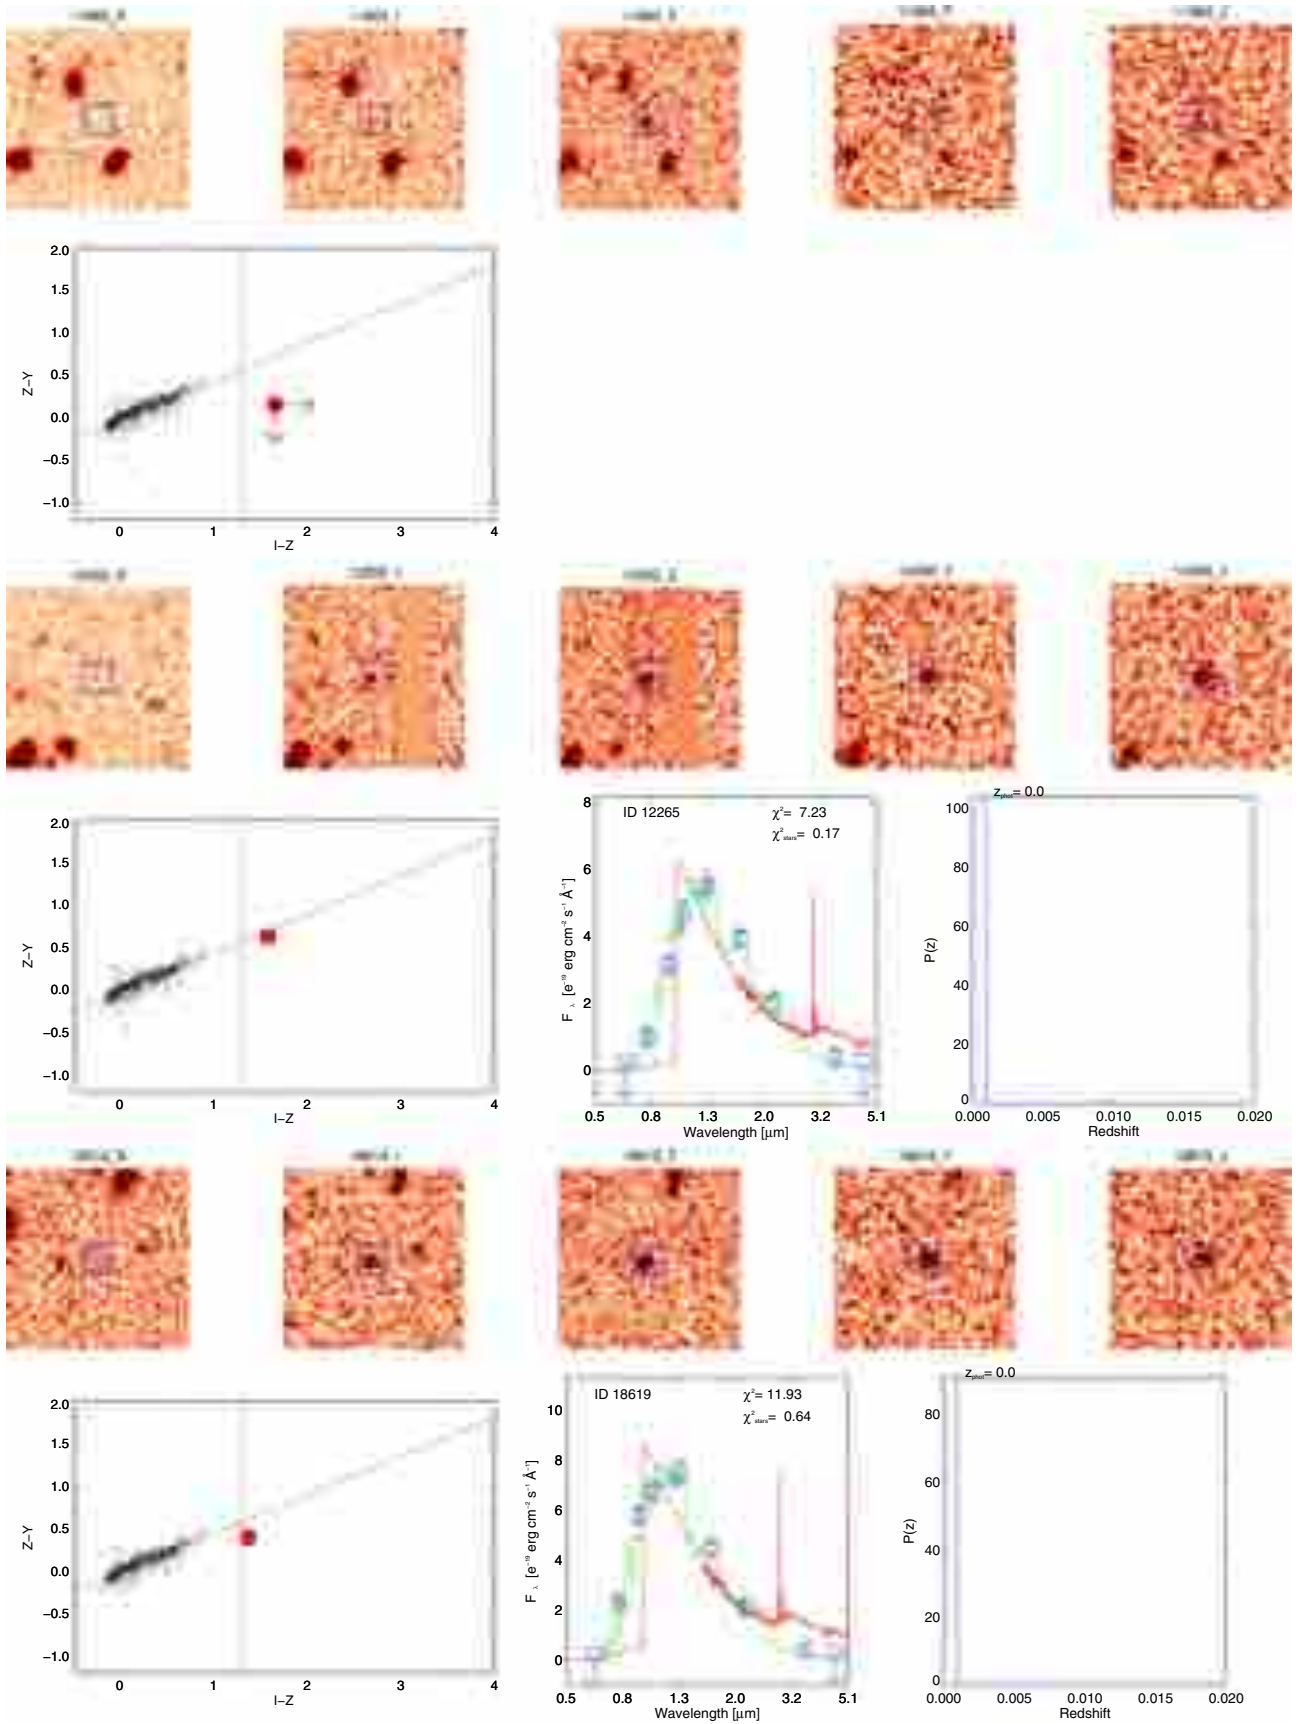 2.0
1.5
1.0
0.5
0.0
−0.5
−1.0
Z−Y
0 1 2 3 4
I−Z
2.0
1.5
1.0
0.5
0.0
−0.5
−1.0
Z−Y
0 1 2 3 4
I−Z
ID 12265
χ²= 7.23
χ²stars= 0.17
8
6
4
2
0
F λ [e⁻¹⁹ erg cm⁻² s⁻¹ Å⁻¹]
0.5 0.8 1.3 2.0 3.2 5.1
Wavelength [μm]
zphot= 0.0
100
80
60
40
20
0
P(z)
0.000 0.005 0.010 0.015 0.020
Redshift
2.0
1.5
1.0
0.5
0.0
−0.5
−1.0
Z−Y
0 1 2 3 4
I−Z
ID 18619
χ²= 11.93
χ²stars= 0.64
10
8
6
4
2
0
F λ [e⁻¹⁹ erg cm⁻² s⁻¹ Å⁻¹]
0.5 0.8 1.3 2.0 3.2 5.1
Wavelength [μm]
zphot= 0.0
80
60
40
20
0
P(z)
0.000 0.005 0.010 0.015 0.020
Redshift